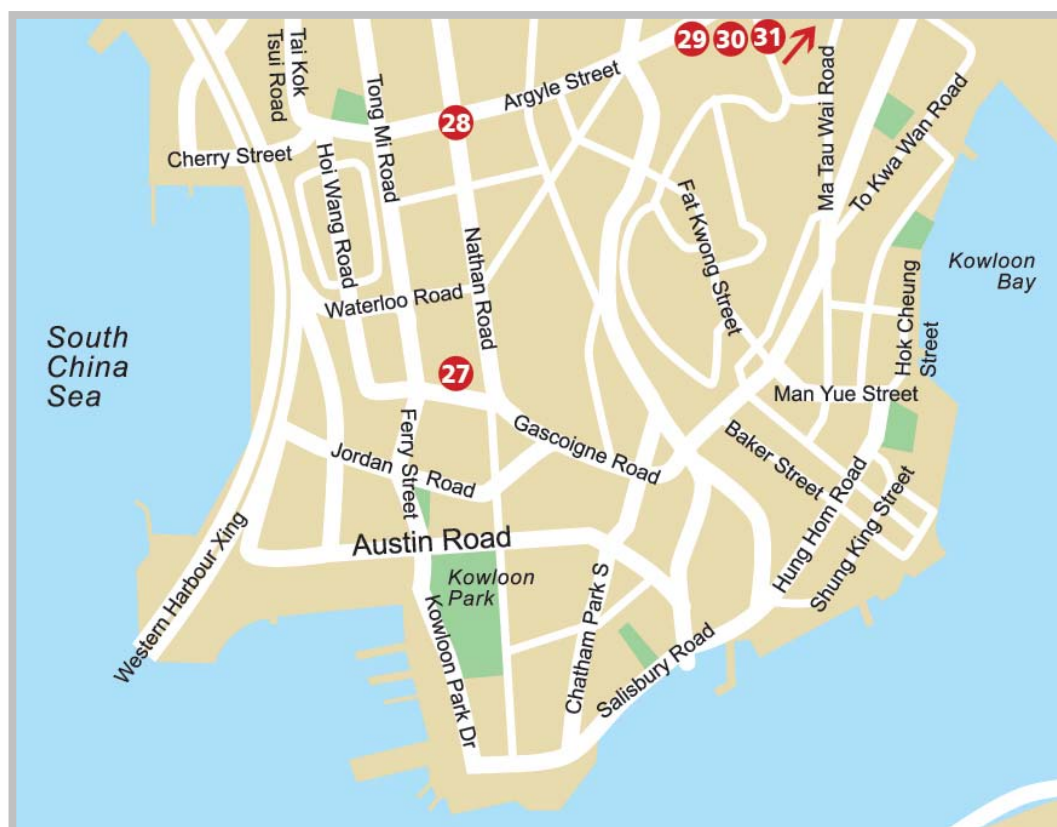 29
30
31
Tai Kok
Tsui Road
Tong Mi Road
Argyle Street
Ma Tau Wai Road
28
Cherry Street
To Kwa Wan Road
Hoi Wang Road
Fat Kwong Street
Nathan Road
Kowloon
Bay
Waterloo Road
Hok Cheung
Street
South
China
Sea
27
Man Yue Street
Ferry Street
Gascoigne Road
Baker Street
Jordan Road
Hung Hom Road
Shung King Street
Austin Road
Western Harbour Xing
Kowloon
Park
Kowloon Park Dr
Chatham Park S
Salisbury Road